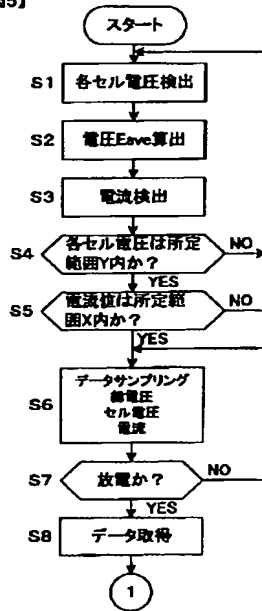 図5】
スタート
S1 各セル電圧検出
S2 電圧Eave算出
S3 電流検出
S4 各セル電圧は所定
範囲Y内か？ NO
YES
S5 電流値は所定範
囲X内か？ NO
YES
S6 データサンプリング
総電圧
セル電圧
電流
S7 放電か？ NO
YES
S8 データ取得
1